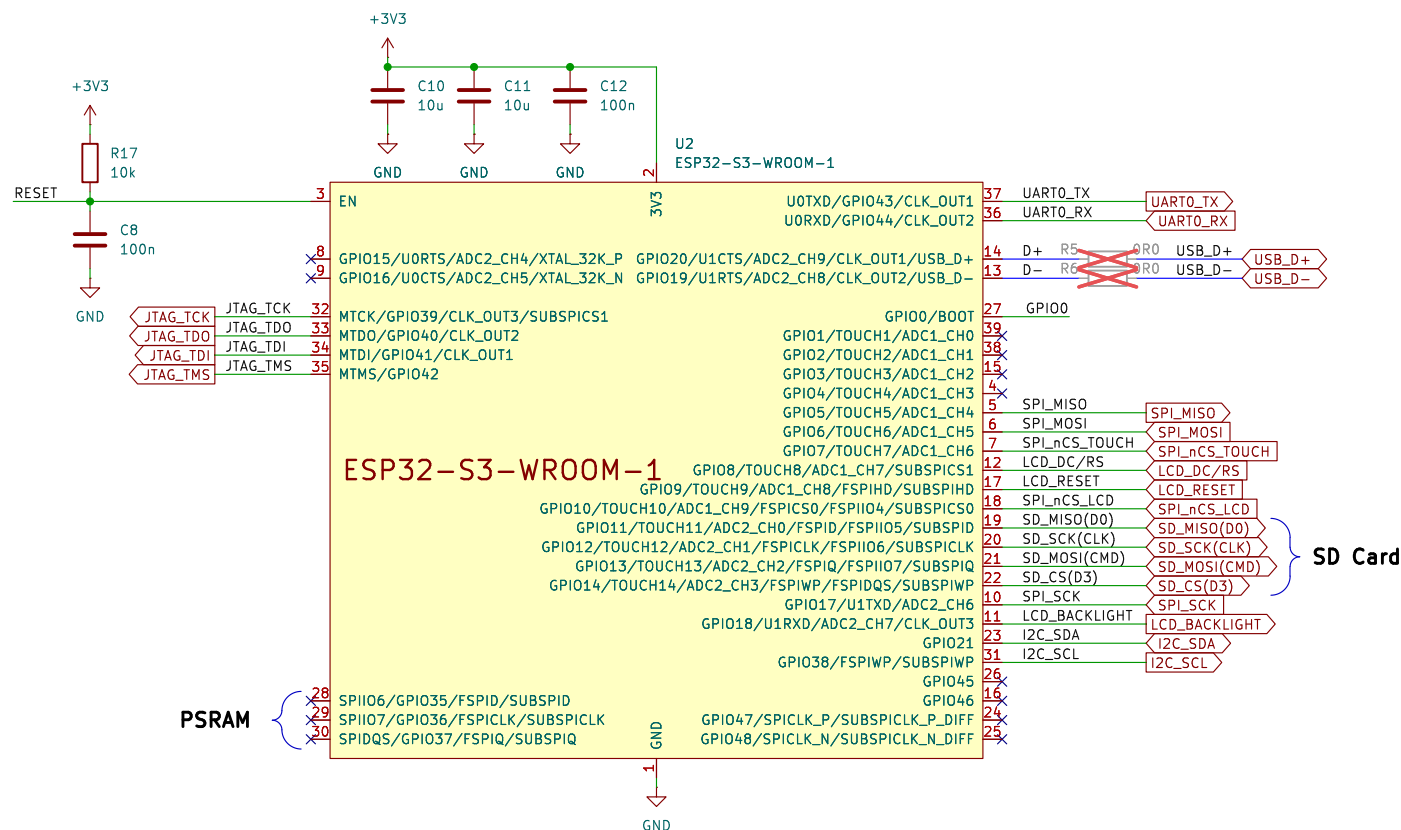 +3V3
+3V3
C10
10u
C11
10u
C12
100n
GND
GND
GND
R17
10k
RESET
C8
100n
GND
U2
ESP32-S3-WROOM-1
2
3V3
3
EN
8
GPIO15/U0RTS/ADC2_CH4/XTAL_32K_P
9
GPIO16/U0CTS/ADC2_CH5/XTAL_32K_N
JTAG_TCK JTAG_TCK 32 MTCK/GPIO39/CLK_OUT3/SUBSPICS1
JTAG_TDO JTAG_TDO 33 MTDO/GPIO40/CLK_OUT2
JTAG_TDI JTAG_TDI 34 MTDI/GPIO41/CLK_OUT1
JTAG_TMS JTAG_TMS 35 MTMS/GPIO42
ESP32-S3-WROOM-1
PSRAM
28 SPIIO6/GPIO35/FSPID/SUBSPID
29 SPIIO7/GPIO36/FSPICLK/SUBSPICLK
30 SPIDQS/GPIO37/FSPIQ/SUBSPIQ
U0TXD/GPIO43/CLK_OUT1 37 UART0_TX UART0_TX
U0RXD/GPIO44/CLK_OUT2 36 UART0_RX UART0_RX
GPIO20/U1CTS/ADC2_CH9/CLK_OUT1/USB_D+ 14 D+ R5 0R0 USB_D+ USB_D+
GPIO19/U1RTS/ADC2_CH8/CLK_OUT2/USB_D- 13 D- R6 0R0 USB_D- USB_D-
GPIO0/BOOT 27 GPIO0
GPIO1/TOUCH1/ADC1_CH0 39
GPIO2/TOUCH2/ADC1_CH1 38
GPIO3/TOUCH3/ADC1_CH2 15
GPIO4/TOUCH4/ADC1_CH3 4
GPIO5/TOUCH5/ADC1_CH4 5 SPI_MISO SPI_MISO
GPIO6/TOUCH6/ADC1_CH5 6 SPI_MOSI SPI_MOSI
GPIO7/TOUCH7/ADC1_CH6 7 SPI_nCS_TOUCH SPI_nCS_TOUCH
GPIO8/TOUCH8/ADC1_CH7/SUBSPICS1 12 LCD_DC/RS LCD_DC/RS
GPIO9/TOUCH9/ADC1_CH8/FSPIHD/SUBSPIHD 17 LCD_RESET LCD_RESET
GPIO10/TOUCH10/ADC1_CH9/FSPICS0/FSPIIO4/SUBSPICS0 18 SPI_nCS_LCD SPI_nCS_LCD
GPIO11/TOUCH11/ADC2_CH0/FSPID/FSPIIO5/SUBSPID 19 SD_MISO(D0) SD_MISO(D0)
GPIO12/TOUCH12/ADC2_CH1/FSPICLK/FSPIIO6/SUBSPICLK 20 SD_SCK(CLK) SD_SCK(CLK)
GPIO13/TOUCH13/ADC2_CH2/FSPIQ/FSPIIO7/SUBSPIQ 21 SD_MOSI(CMD) SD_MOSI(CMD)
GPIO14/TOUCH14/ADC2_CH3/FSPIWP/FSPIDQS/SUBSPIWP 22 SD_CS(D3) SD_CS(D3)
SD Card
GPIO17/U1TXD/ADC2_CH6 10 SPI_SCK SPI_SCK
GPIO18/U1RXD/ADC2_CH7/CLK_OUT3 11 LCD_BACKLIGHT LCD_BACKLIGHT
GPIO21 23 I2C_SDA I2C_SDA
GPIO38/FSPIWP/SUBSPIWP 31 I2C_SCL I2C_SCL
GPIO45 26
GPIO46 16
GPIO47/SPICLK_P/SUBSPICLK_P_DIFF 24
GPIO48/SPICLK_N/SUBSPICLK_N_DIFF 25
GND
1
GND